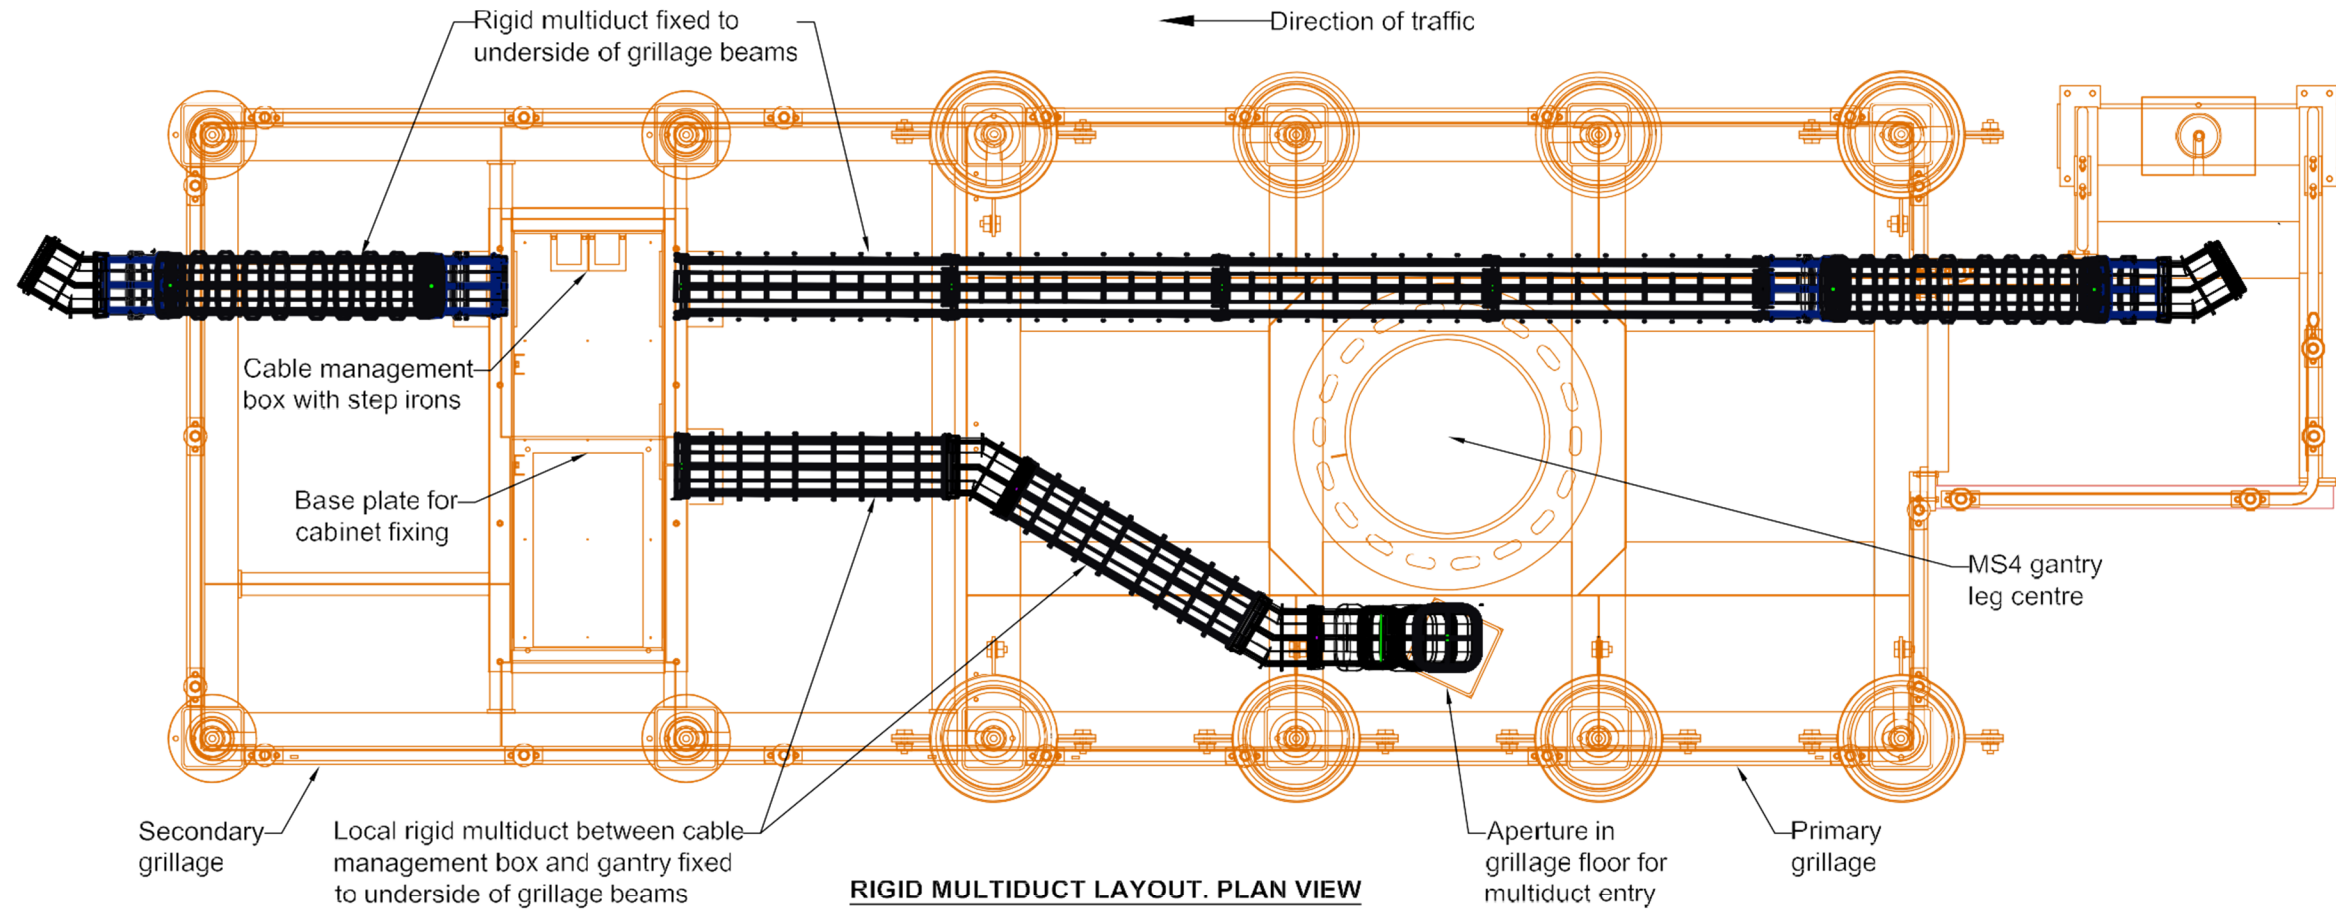 Rigid multiduct fixed to
underside of grillage beams
Direction of traffic
Cable management
box with step irons
Base plate for
cabinet fixing
MS4 gantry
leg centre
Secondary
grillage
Local rigid multiduct between cable
management box and gantry fixed
to underside of grillage beams
Aperture in
grillage floor for
multiduct entry
Primary
grillage
RIGID MULTIDUCT LAYOUT. PLAN VIEW